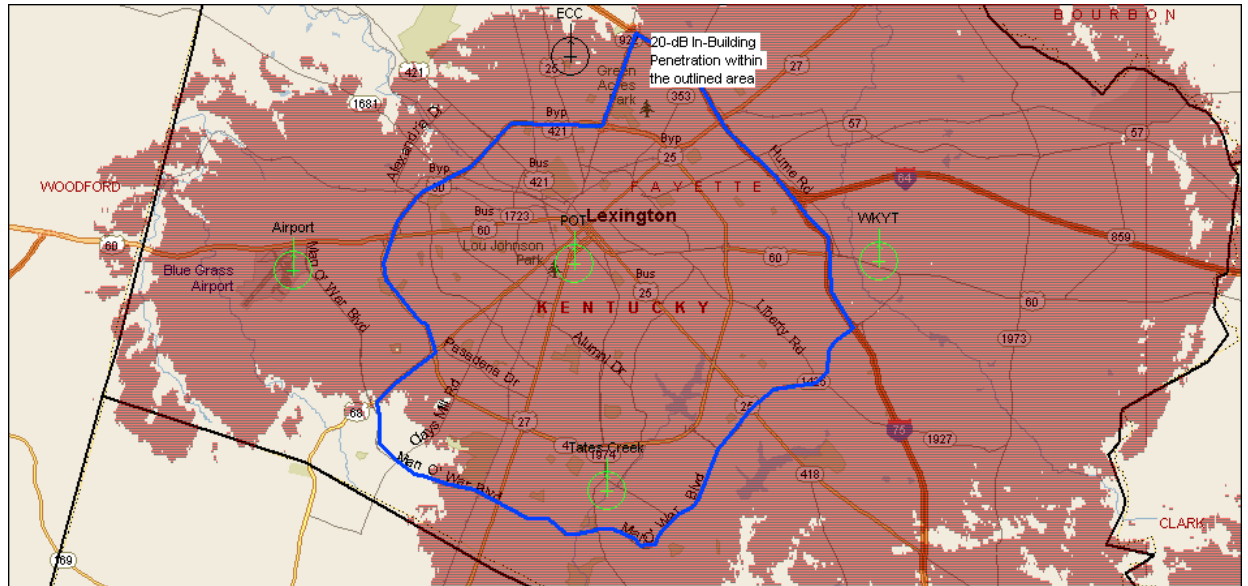 ECC
BOURBON
922
20-dB In-Building
Penetration within
the outlined area
421
25
27
Green
Acres
Park
353
1681
Alexandria Dr
Byp
421
57
57
Byp
25
Hume Rd
Bus
421
64
WOODFORD
Byp
60
FAYETTE
Bus
1723
POT
Lexington
WKYT
Airport
60
60
859
Lou Johnson
Park
60
Blue Grass
Airport
Man O' War Blvd
Bus
25
60
KENTUCKY
Liberty Rd
Alumni Dr
1973
Pasadena Dr
1425
Clays Mill Rd
68
25
27
75
1927
4
Tates Creek
1974
Man O' War Blvd
418
Man O' War Blvd
CLARK
169